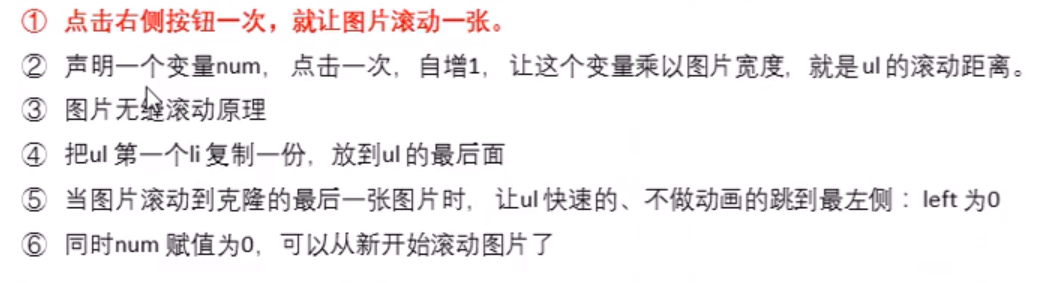 ① 点击右侧按钮一次，就让图片滚动一张。
② 声明一个变量num， 点击一次，自增1， 让这个变量乘以图片宽度，就是ul 的滚动距离。
③ 图片无缝滚动原理
④ 把ul 第一个li 复制一份，放到ul 的最后面
⑤ 当图片滚动到克隆的最后一张图片时， 让ul 快速的、不做动画的跳到最左侧：left 为0
⑥ 同时num 赋值为0，可以从新开始滚动图片了